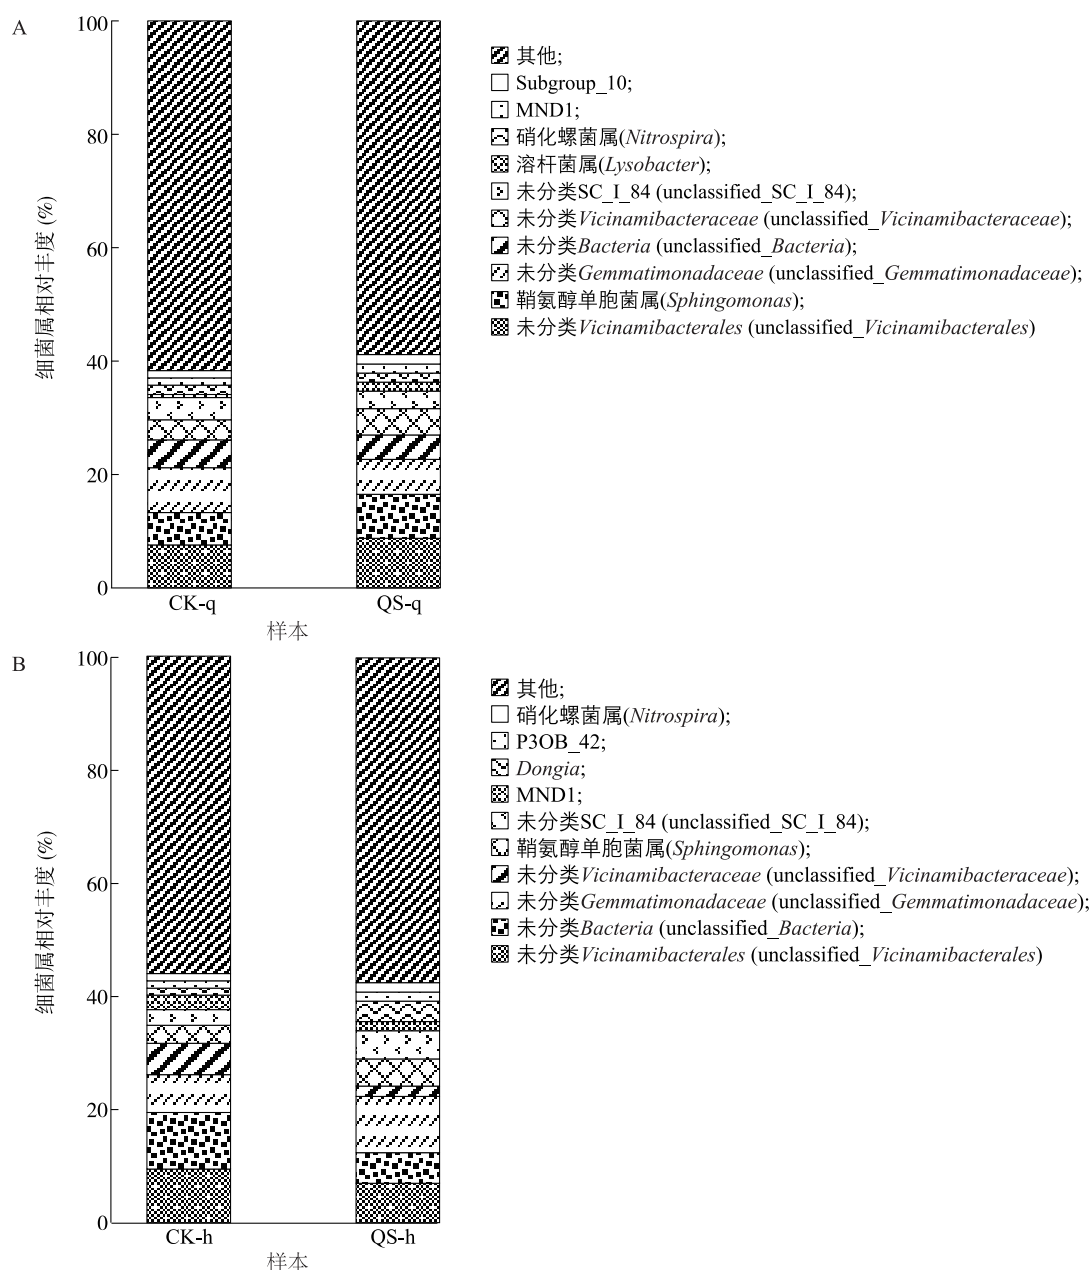 A
100
80
60
40
20
0
细菌属相对丰度 (%)
CK-q
QS-q
样本
其他;
Subgroup_10;
MND1;
硝化螺菌属(Nitrospira);
溶杆菌属(Lysobacter);
未分类SC_I_84 (unclassified_SC_I_84);
未分类Vicinamibacteraceae (unclassified_Vicinamibacteraceae);
未分类Bacteria (unclassified_Bacteria);
未分类Gemmatimonadaceae (unclassified_Gemmatimonadaceae);
鞘氨醇单胞菌属(Sphingomonas);
未分类Vicinamibacterales (unclassified_Vicinamibacterales)
B
100
80
60
40
20
0
细菌属相对丰度 (%)
CK-h
QS-h
样本
其他;
硝化螺菌属(Nitrospira);
P3OB_42;
Dongia;
MND1;
未分类SC_I_84 (unclassified_SC_I_84);
鞘氨醇单胞菌属(Sphingomonas);
未分类Vicinamibacteraceae (unclassified_Vicinamibacteraceae);
未分类Gemmatimonadaceae (unclassified_Gemmatimonadaceae);
未分类Bacteria (unclassified_Bacteria);
未分类Vicinamibacterales (unclassified_Vicinamibacterales)